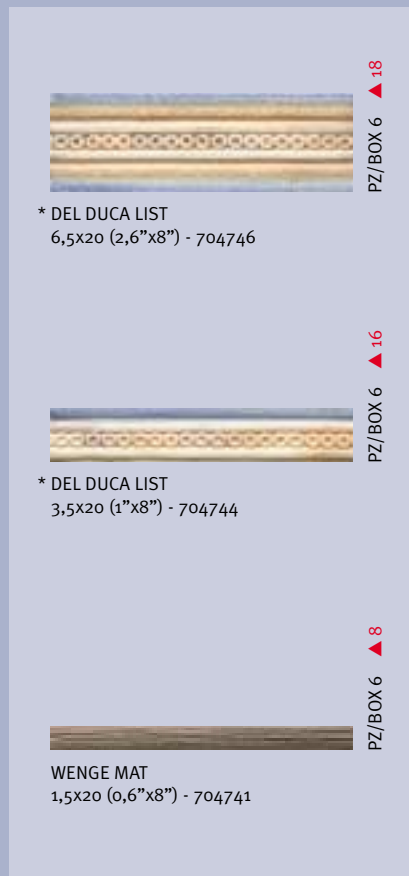 PZ/BOX 6 ▲ 18
* DEL DUCA LIST
6,5x20 (2,6”x8”) - 704746
PZ/BOX 6 ▲ 16
* DEL DUCA LIST
3,5x20 (1”x8”) - 704744
PZ/BOX 6 ▲ 8
WENGE MAT
1,5x20 (0,6”x8”) - 704741